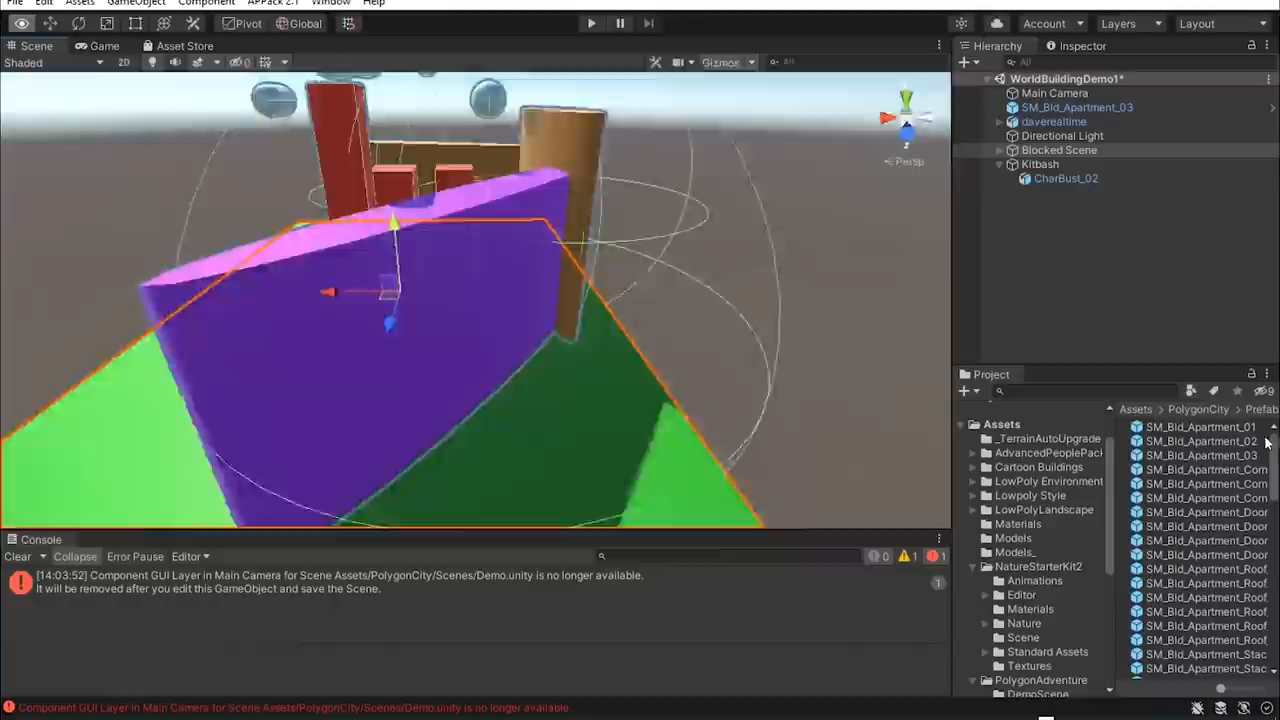 File Edit Assets GameObject Component APPack 2.1 Window Help
Pivot Global Account Layers Layout
Scene Game Asset Store
Shaded 2D 0 Gizmos All
Persp
Hierarchy Inspector
All
WorldBuildingDemo1*
Main Camera
SM_Bld_Apartment_03
daverealtime
Directional Light
Blocked Scene
Kitbash
CharBust_02
Project
9
Assets
_TerrainAutoUpgrade
AdvancedPeoplePack
Cartoon Buildings
LowPoly Environment
Lowpoly Style
LowPolyLandscape
Materials
Models
Models_
NatureStarterKit2
Animations
Editor
Materials
Nature
Scene
Standard Assets
Textures
PolygonAdventure
DemoScene
Assets > PolygonCity > Prefab
SM_Bld_Apartment_01
SM_Bld_Apartment_02
SM_Bld_Apartment_03
SM_Bld_Apartment_Corn
SM_Bld_Apartment_Corn
SM_Bld_Apartment_Corn
SM_Bld_Apartment_Door
SM_Bld_Apartment_Door
SM_Bld_Apartment_Door
SM_Bld_Apartment_Door
SM_Bld_Apartment_Roof
SM_Bld_Apartment_Roof
SM_Bld_Apartment_Roof
SM_Bld_Apartment_Roof
SM_Bld_Apartment_Roof
SM_Bld_Apartment_Roof
SM_Bld_Apartment_Stac
SM_Bld_Apartment_Stac
Console
Clear Collapse Error Pause Editor 0 1 1
[14:03:52] Component GUI Layer in Main Camera for Scene Assets/PolygonCity/Scenes/Demo.unity is no longer available.
It will be removed after you edit this GameObject and save the Scene.
1
Component GUI Layer in Main Camera for Scene Assets/PolygonCity/Scenes/Demo.unity is no longer available.